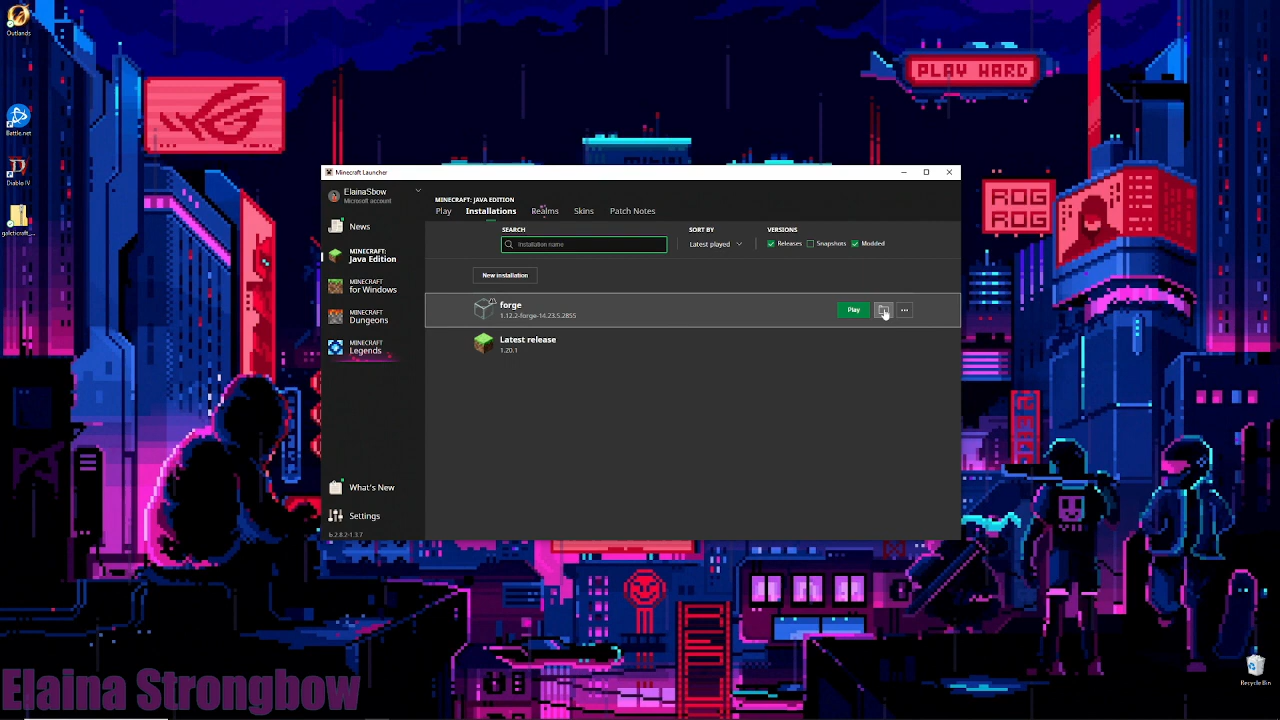 Outlands
Battle.net
Diablo IV
PLAY HARD
ROG
ROG
Minecraft Launcher
ElainaSbow
Microsoft account
News
MINECRAFT:
Java Edition
MINECRAFT
for Windows
MINECRAFT
Dungeons
MINECRAFT
Legends
What's New
Settings
MINECRAFT: JAVA EDITION
Play
Installations
Realms
Skins
Patch Notes
SEARCH
Installation name
SORT BY
Latest played
VERSIONS
Releases
Snapshots
Modded
New installation
forge
1.12.2-forge-14.23.5.2855
Play
Latest release
1.20.1
Recycle Bin
Elaina Strongbow